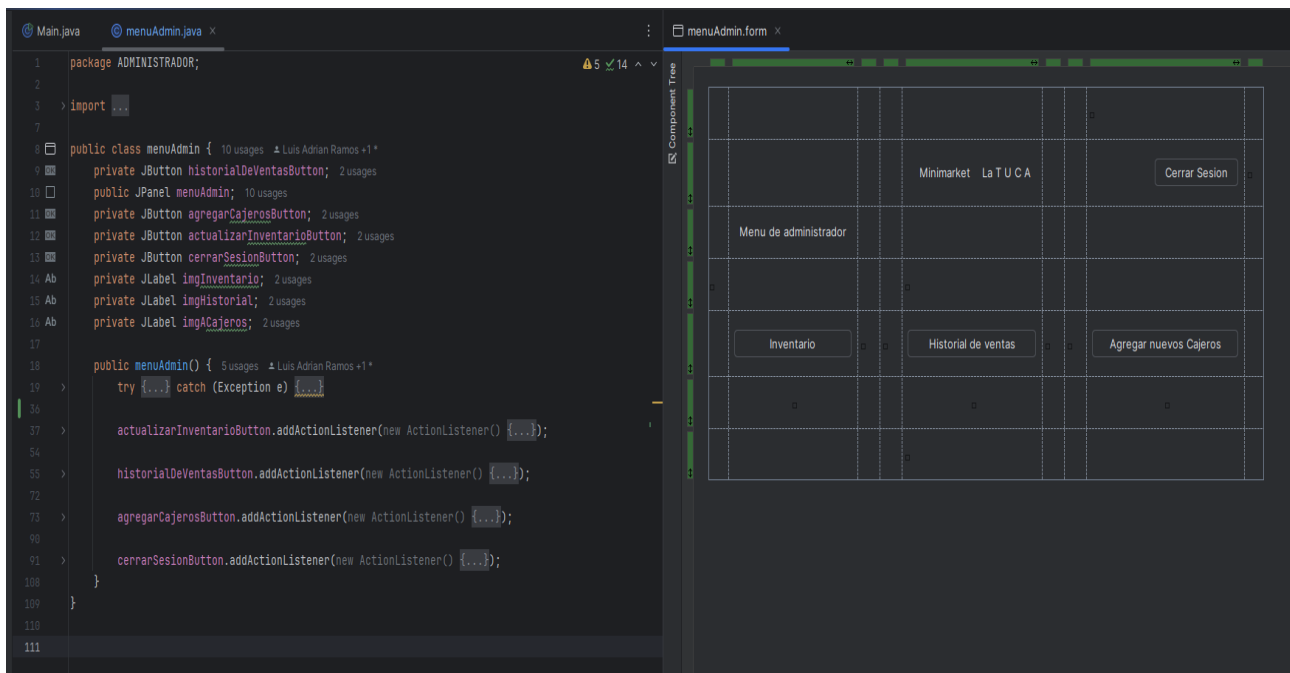 Main.java
menuAdmin.java
menuAdmin.form
1 package ADMINISTRADOR;
5 14
2
3 import ...
7
8 public class menuAdmin { 10 usages Luis Adrian Ramos +1 *
9 private JButton historialDeVentasButton; 2 usages
10 public JPanel menuAdmin; 10 usages
11 private JButton agregarCajerosButton; 2 usages
12 private JButton actualizarInventarioButton; 2 usages
13 private JButton cerrarSesionButton; 2 usages
14 Ab private JLabel imgInventario; 2 usages
15 Ab private JLabel imgHistorial; 2 usages
16 Ab private JLabel imgACajeros; 2 usages
17
18 public menuAdmin() { 5 usages Luis Adrian Ramos +1 *
19 try {...} catch (Exception e) {...}
36
37 actualizarInventarioButton.addActionListener(new ActionListener() {...});
54
55 historialDeVentasButton.addActionListener(new ActionListener() {...});
72
73 agregarCajerosButton.addActionListener(new ActionListener() {...});
90
91 cerrarSesionButton.addActionListener(new ActionListener() {...});
108 }
109 }
110
111
Component Tree
Minimarket La T U C A
Cerrar Sesion
Menu de administrador
Inventario
Historial de ventas
Agregar nuevos Cajeros